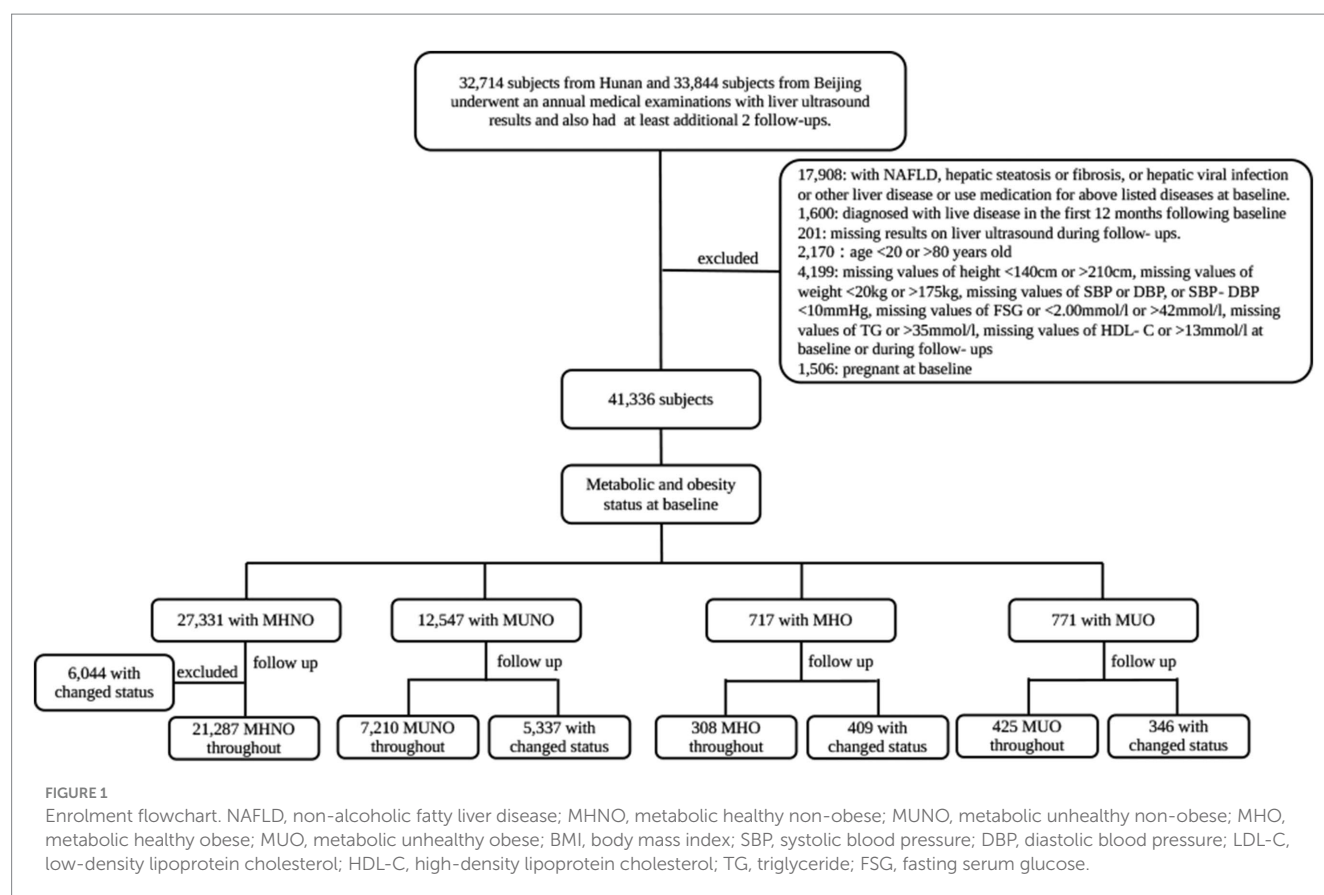 32,714 subjects from Hunan and 33,844 subjects from Beijing
underwent an annual medical examinations with liver ultrasound
results and also had at least additional 2 follow-ups.
17,908: with NAFLD, hepatic steatosis or fibrosis, or hepatic viral infection
or other liver disease or use medication for above listed diseases at baseline.
1,600: diagnosed with live disease in the first 12 months following baseline
201: missing results on liver ultrasound during follow- ups.
2,170：age <20 or >80 years old
4,199: missing values of height <140cm or >210cm, missing values of
weight <20kg or >175kg, missing values of SBP or DBP, or SBP- DBP
<10mmHg, missing values of FSG or <2.00mmol/l or >42mmol/l, missing
values of TG or >35mmol/l, missing values of HDL- C or >13mmol/l at
baseline or during follow- ups
1,506: pregnant at baseline
excluded
41,336 subjects
Metabolic and obesity
status at baseline
27,331 with MHNO
12,547 with MUNO
717 with MHO
771 with MUO
6,044 with
changed status
excluded
follow up
follow up
follow up
follow up
21,287 MHNO
throughout
7,210 MUNO
throughout
5,337 with
changed status
308 MHO
throughout
409 with
changed status
425 MUO
throughout
346 with
changed status
FIGURE 1
Enrolment flowchart. NAFLD, non-alcoholic fatty liver disease; MHNO, metabolic healthy non-obese; MUNO, metabolic unhealthy non-obese; MHO,
metabolic healthy obese; MUO, metabolic unhealthy obese; BMI, body mass index; SBP, systolic blood pressure; DBP, diastolic blood pressure; LDL-C,
low-density lipoprotein cholesterol; HDL-C, high-density lipoprotein cholesterol; TG, triglyceride; FSG, fasting serum glucose.